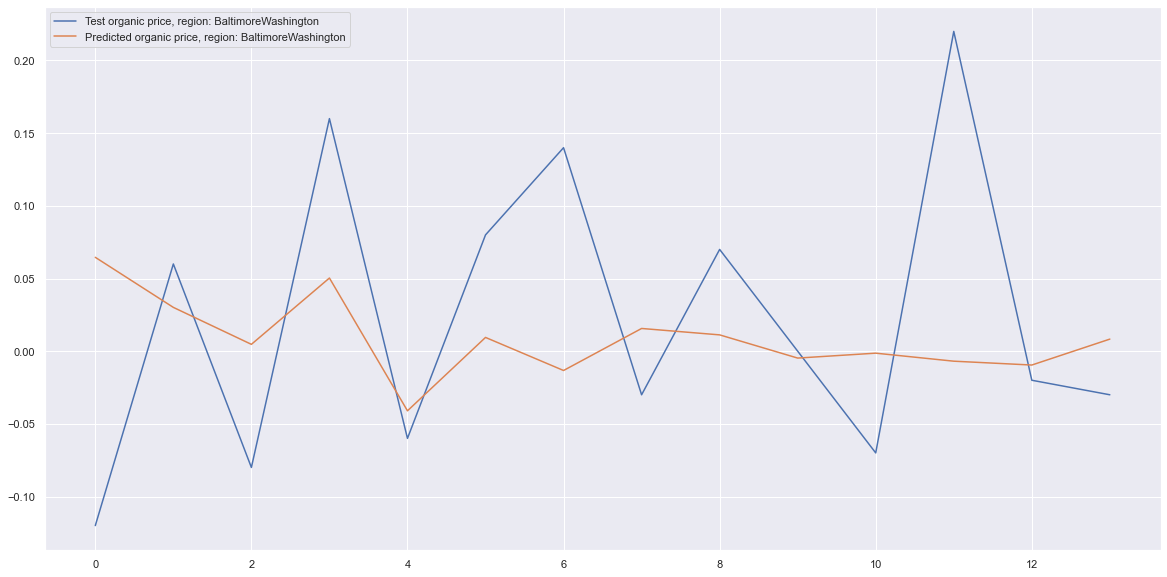 Test organic price, region: BaltimoreWashington
Predicted organic price, region: BaltimoreWashington
0.20
0.15
0.10
0.05
0.00
−0.05
−0.10
0 2 4 6 8 10 12